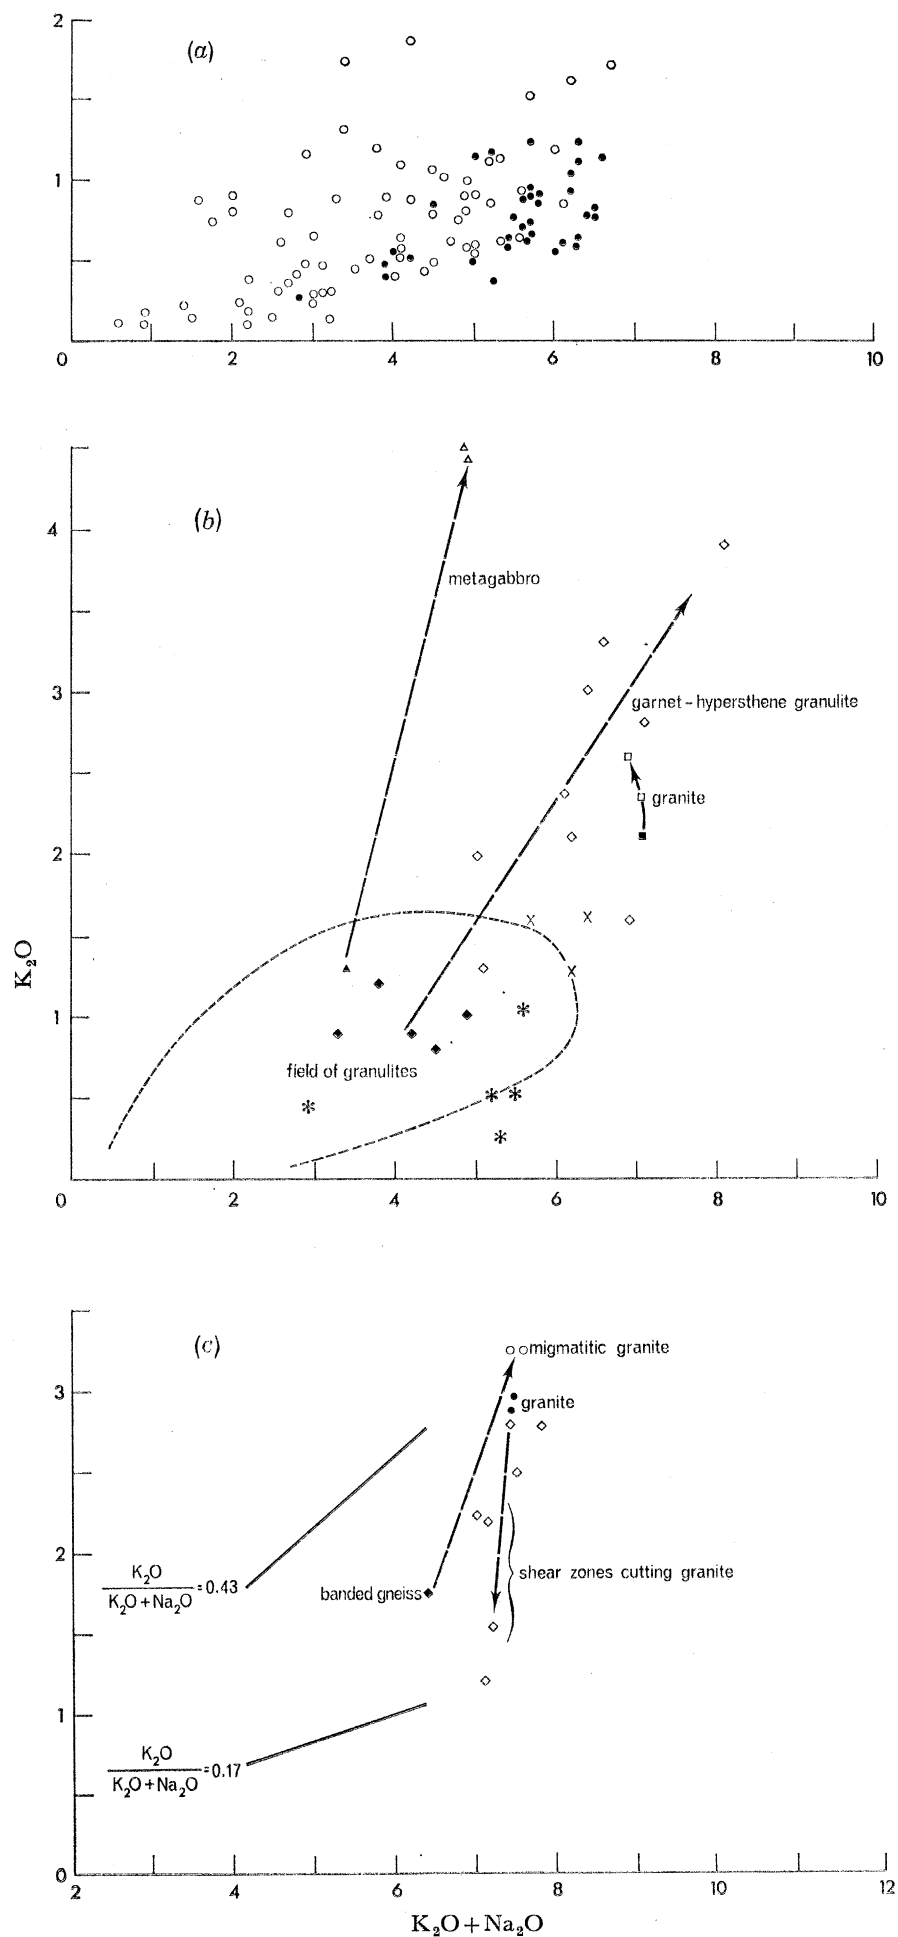 2
(a)
1
0
2
4
6
8
10
(b)
4
metagabbro
3
garnet-hypersthene granulite
granite
2
K₂O
1
field of granulites
0
2
4
6
8
10
(c)
migmatitic granite
3
granite
2
K₂O
K₂O+Na₂O
=0.43
banded gneiss
shear zones cutting granite
1
K₂O
K₂O+Na₂O
=0.17
0
2
4
6
8
10
12
K₂O+Na₂O